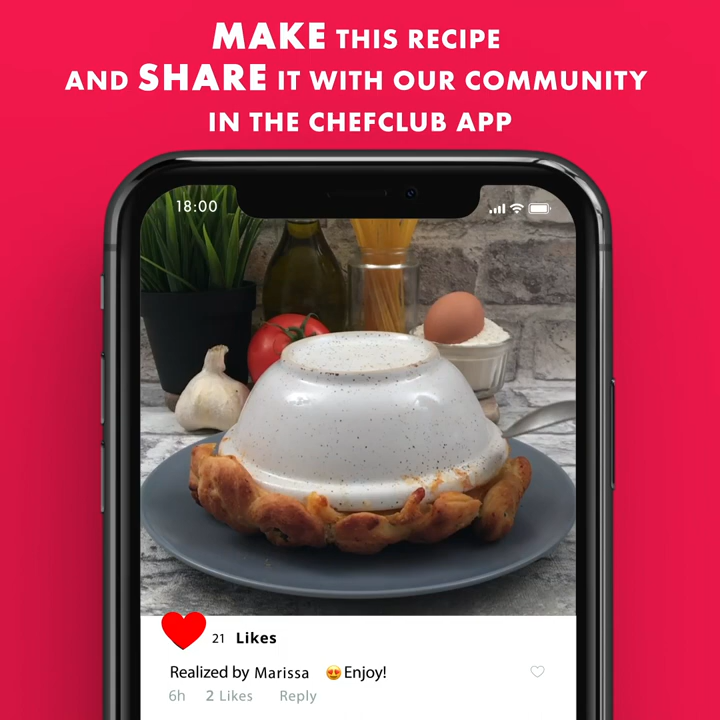 MAKE THIS RECIPE
AND SHARE IT WITH OUR COMMUNITY
IN THE CHEFCLUB APP
18:00
21 Likes
Realized by Marissa 😍 Enjoy!
6h 2 Likes Reply